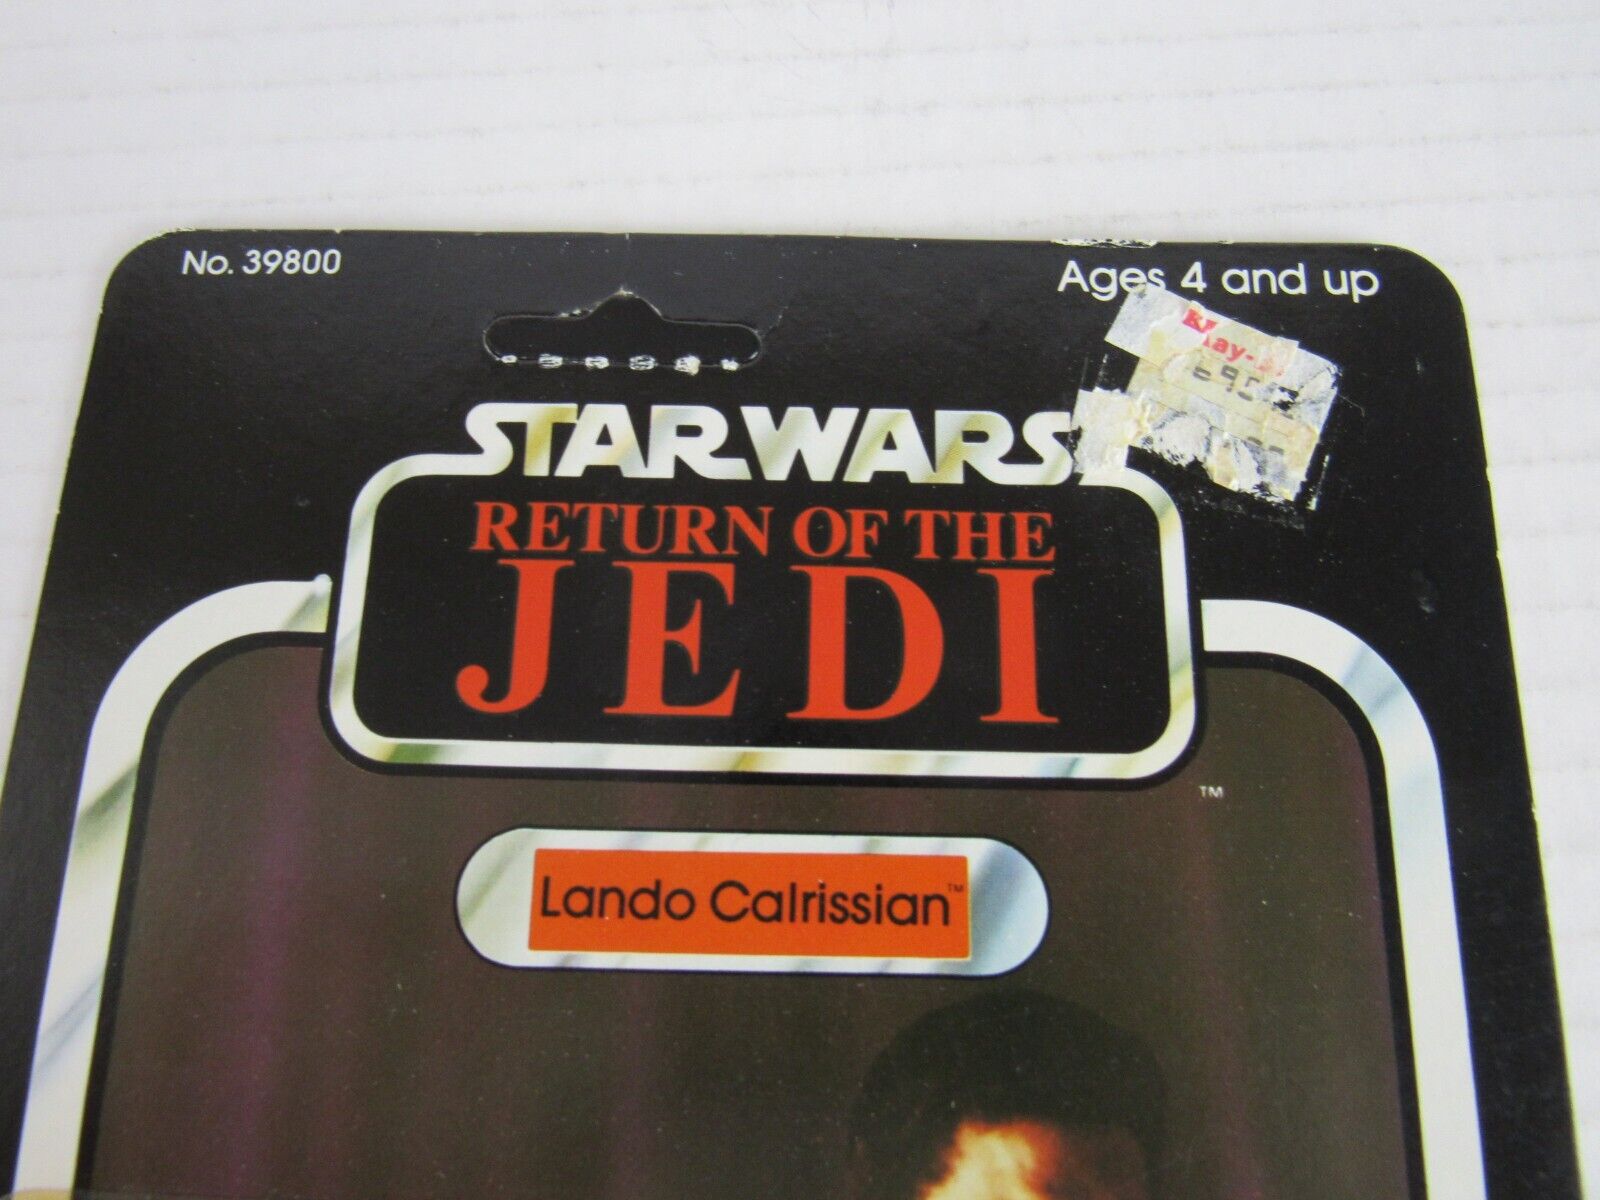 No. 39800
Ages 4 and up
STAR WARS
RETURN OF THE
JEDI
TM
Lando Calrissian™